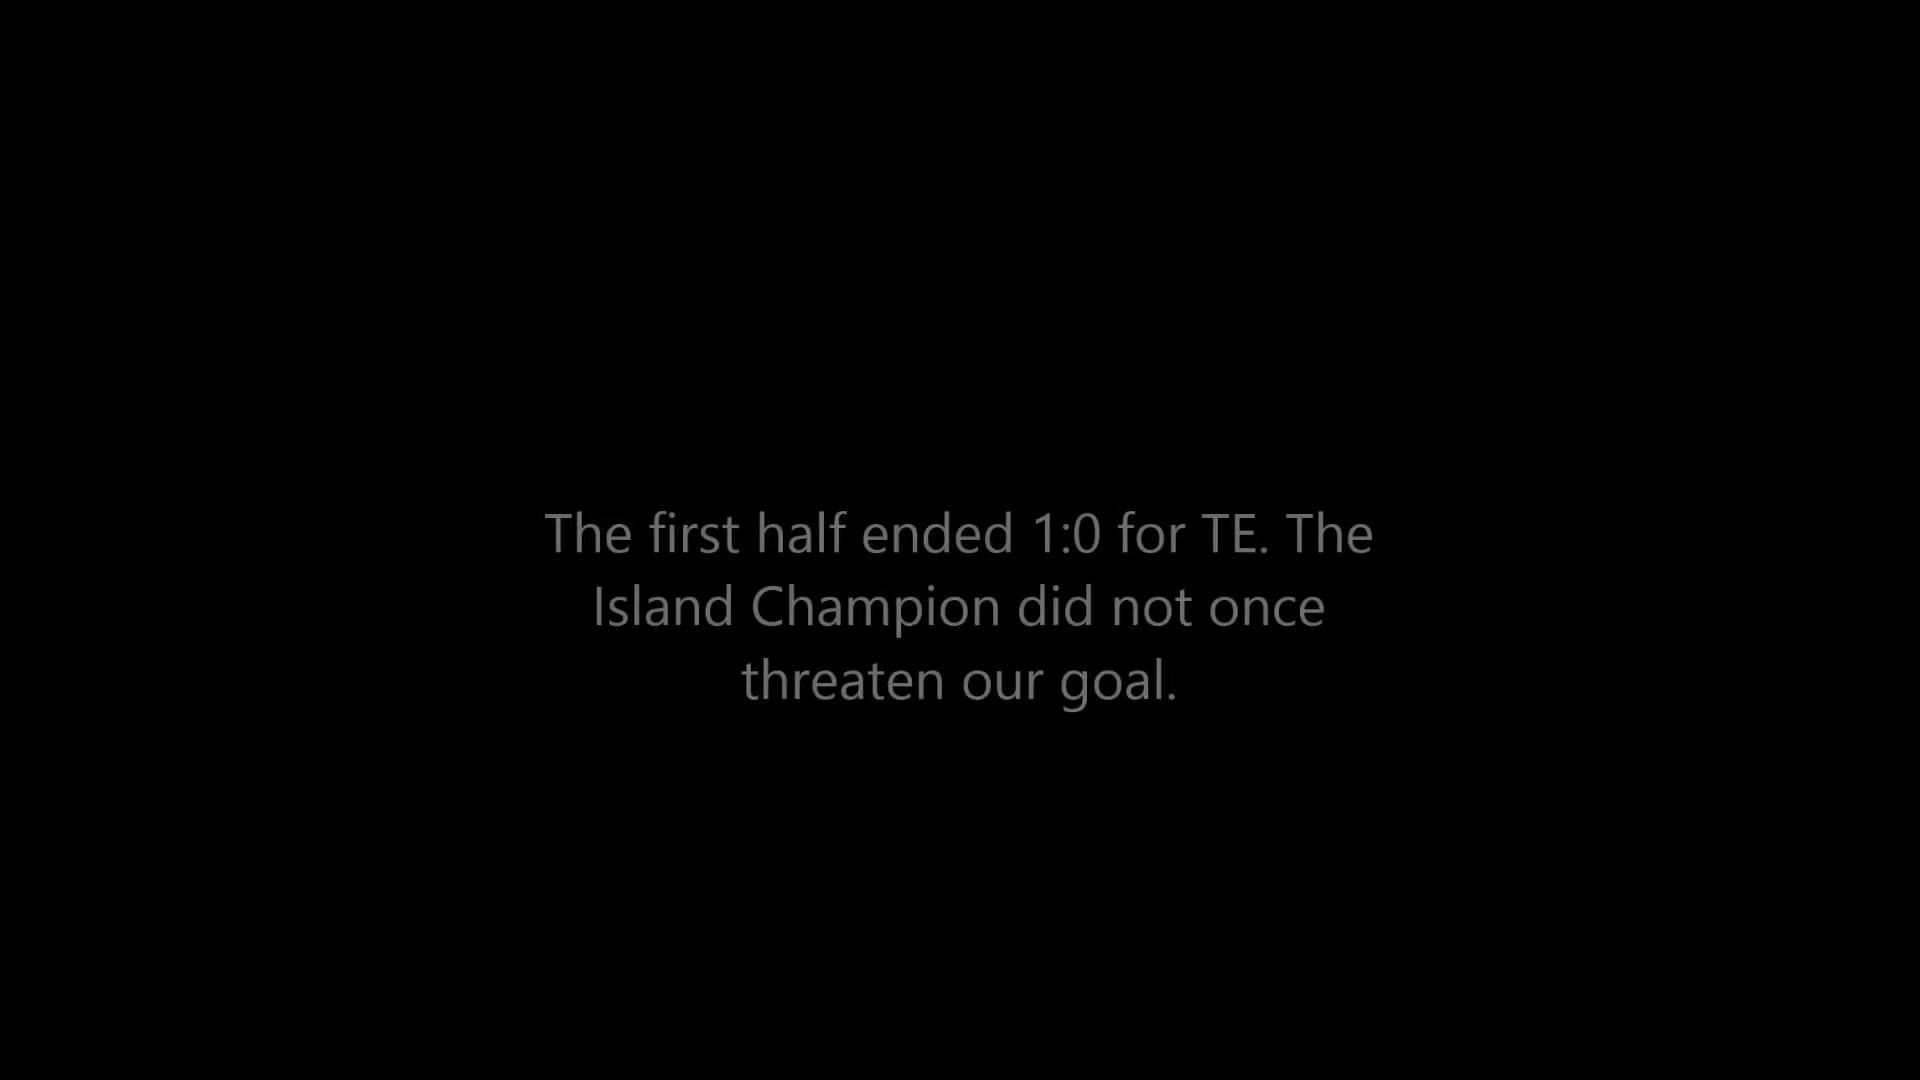 The first half ended 1:0 for TE. The
Island Champion did not once
threaten our goal.